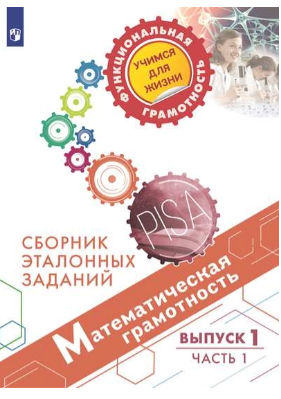 ФУНКЦИОНАЛЬНАЯ
УЧИМСЯ ДЛЯ
ЖИЗНИ
ГРАМОТНОСТЬ
PISA
СБОРНИК
ЭТАЛОННЫХ
ЗАДАНИЙ
Математическая
грамотность
ВЫПУСК 1
ЧАСТЬ 1